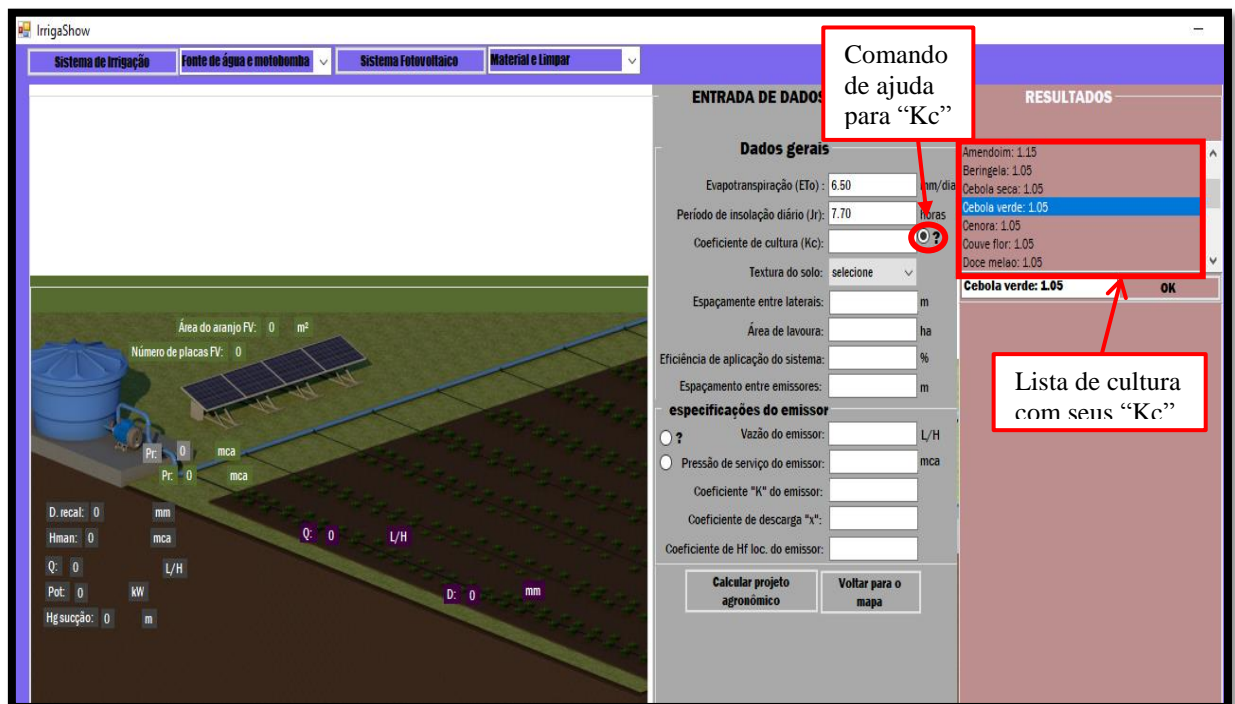 IrrigaShow
Sistema de Irrigação
Fonte de água e motobomba
Sistema Fotovoltaico
Material e Limpar
Comando
de ajuda
para “Kc”
ENTRADA DE DADOS
RESULTADOS
Dados gerais
Evapotranspiração (ETo) : 6.50 mm/dia
Período de insolação diário (Jr): 7.70 horas
Coeficiente de cultura (Kc): ?
Textura do solo: selecione
Espaçamente entre laterais: m
Área de lavoura: ha
Eficiência de aplicação do sistema: %
Espaçamento entre emissores: m
especificações do emissor
? Vazão do emissor: L/H
Pressão de serviço do emissor: mca
Coeficiente "K" do emissor:
Coeficiente de descarga "x":
Coeficiente de Hf loc. do emissor:
Calcular projeto
agronômico
Voltar para o
mapa
Amendoim: 1.15
Beringela: 1.05
Cebola seca: 1.05
Cebola verde: 1.05
Cenora: 1.05
Couve flor: 1.05
Doce melao: 1.05
Cebola verde: 1.05 OK
Lista de cultura
com seus “Kc”
Área do aranjo FV: 0 m²
Número de placas FV: 0
Pr: 0 mca
Pr: 0 mca
D. recal: 0 mm
Hman: 0 mca
Q: 0 L/H
Pot: 0 kW
Hg sucção: 0 m
Q: 0 L/H
D: 0 mm